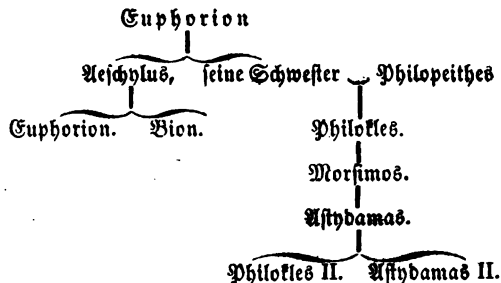 Euphorion
Aeschylus, seine Schwester Philopeithes
Euphorion. Bion. Philokles.
Morsimos.
Astydamas.
Philokles II. Astydamas II.